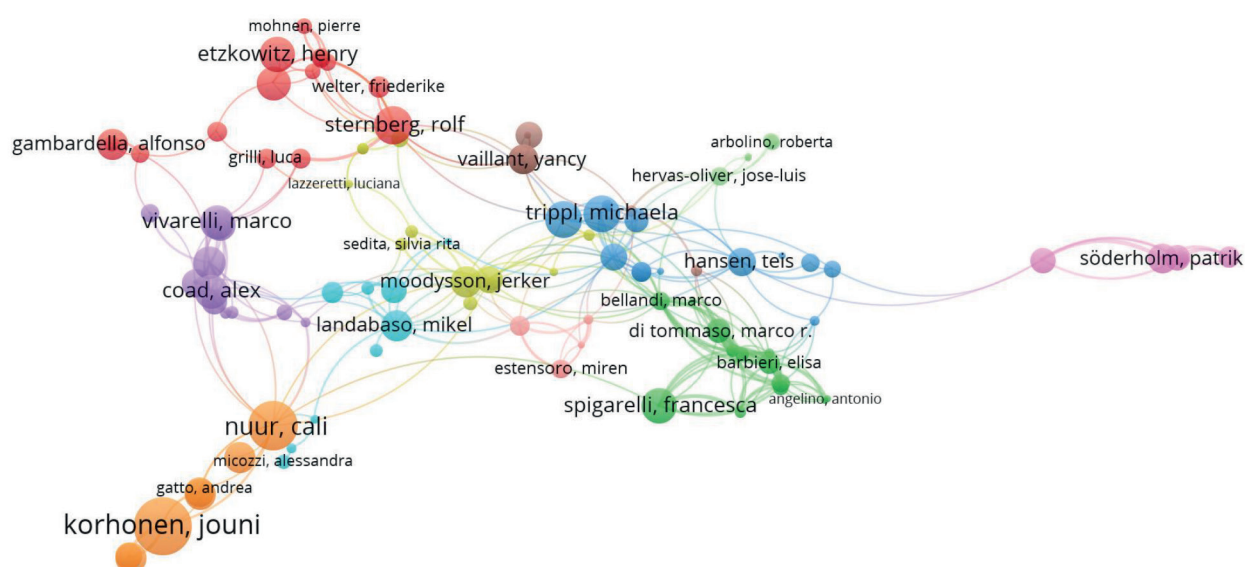 mohnen, pierre
etzkowitz, henry
welter, friederike
sternberg, rolf
gambardella, alfonso
grilli, luca
vaillant, yancy
arbolino, roberta
hervas-oliver, jose-luis
lazzeretti, luciana
vivarelli, marco
trippl, michaela
sedita, silvia rita
hansen, teis
söderholm, patrik
moodysson, jerker
coad, alex
bellandi, marco
landabaso, mikel
di tommaso, marco r.
estensoro, miren
barbieri, elisa
angelino, antonio
spigarelli, francesca
nuur, cali
micozzi, alessandra
gatto, andrea
korhonen, jouni